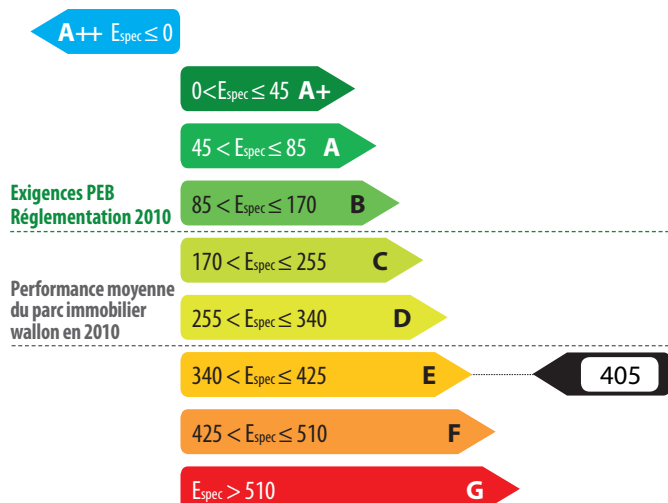 A++ Espec ≤ 0
0<Espec ≤ 45 A+
45 < Espec ≤ 85 A
Exigences PEB
Réglementation 2010
85 < Espec ≤ 170 B
170 < Espec ≤ 255 C
Performance moyenne
du parc immobilier
wallon en 2010
255 < Espec ≤ 340 D
340 < Espec ≤ 425 E
405
425 < Espec ≤ 510 F
Espec > 510 G